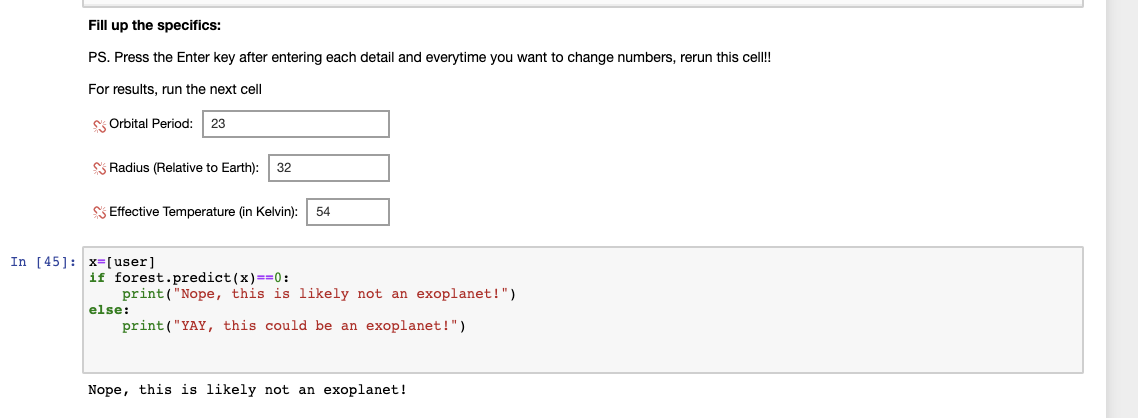 Fill up the specifics:
PS. Press the Enter key after entering each detail and everytime you want to change numbers, rerun this cell!!
For results, run the next cell
Orbital Period: 23
Radius (Relative to Earth): 32
Effective Temperature (in Kelvin): 54
In [45]: x=[user]
if forest.predict(x)==0:
    print("Nope, this is likely not an exoplanet!")
else:
    print("YAY, this could be an exoplanet!")
Nope, this is likely not an exoplanet!